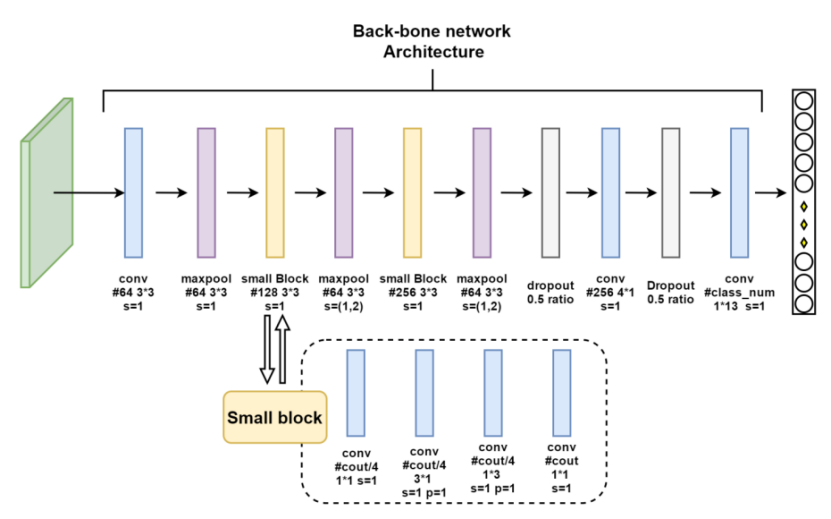 Back-bone network
Architecture
conv
#64 3*3
s=1
maxpool
#64 3*3
s=1
small Block
#128 3*3
s=1
maxpool
#64 3*3
s=(1,2)
small Block
#256 3*3
s=1
maxpool
#64 3*3
s=(1,2)
dropout
0.5 ratio
conv
#256 4*1
s=1
Dropout
0.5 ratio
conv
#class_num
1*13 s=1
Small block
conv
#cout/4
1*1 s=1
conv
#cout/4
3*1
s=1 p=1
conv
#cout/4
1*3
s=1 p=1
conv
#cout
1*1
s=1